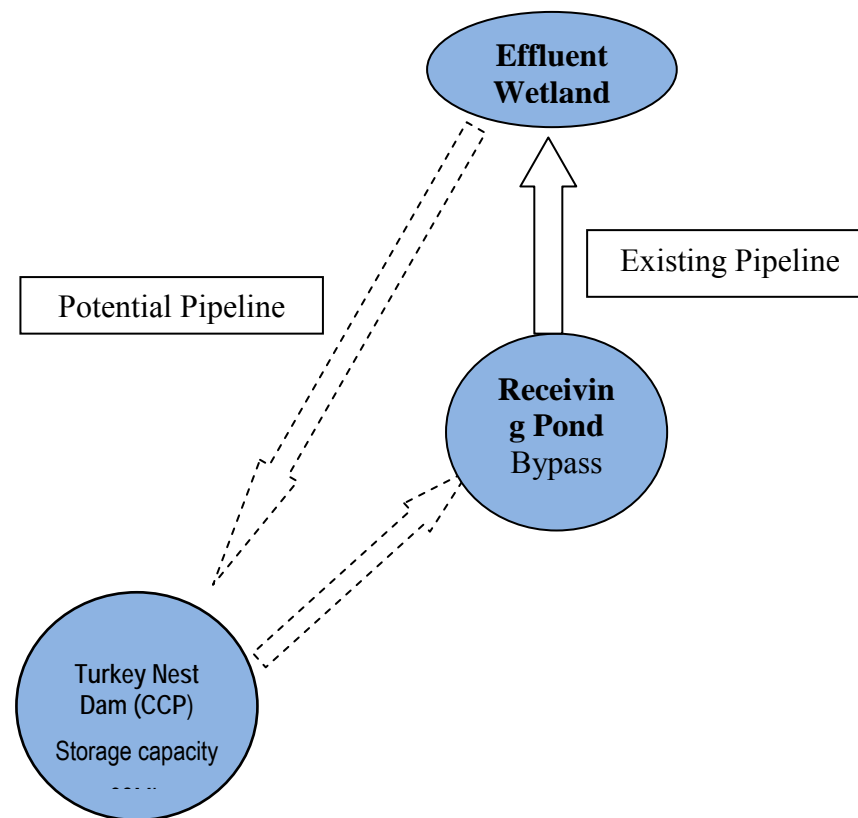 Effluent
Wetland
Existing Pipeline
Potential Pipeline
Receivin
g Pond
Bypass
Turkey Nest
Dam (CCP)
Storage capacity